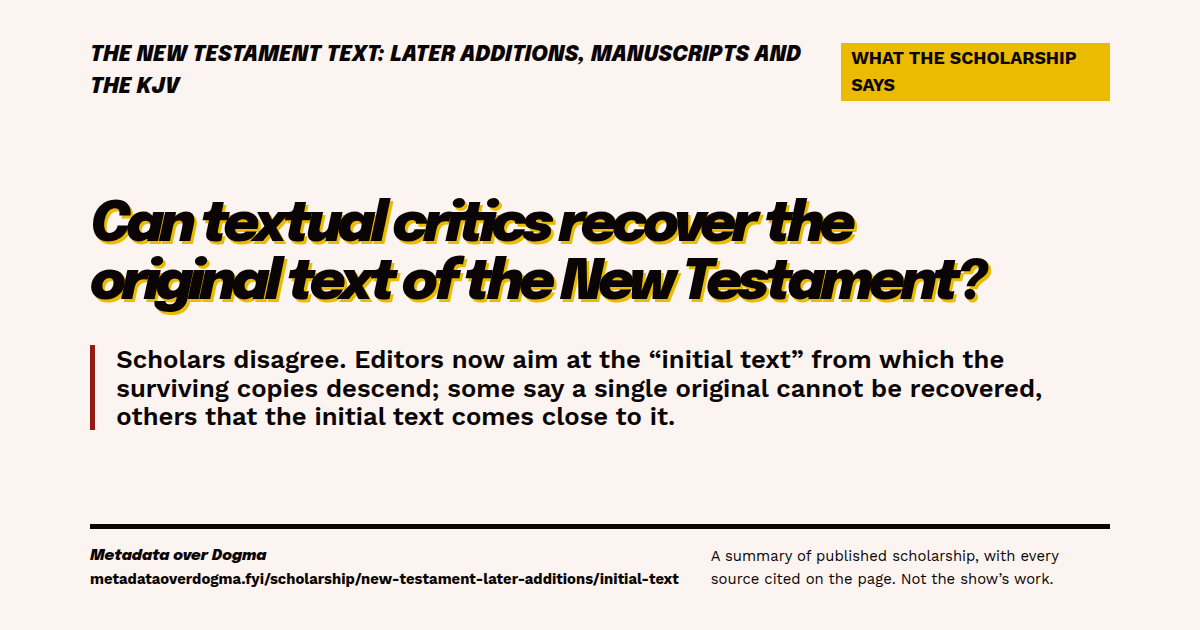 THE NEW TESTAMENT TEXT: LATER ADDITIONS, MANUSCRIPTS AND
THE KJV
WHAT THE SCHOLARSHIP
SAYS
Can textual critics recover the
original text of the New Testament?
Scholars disagree. Editors now aim at the “initial text” from which the
surviving copies descend; some say a single original cannot be recovered,
others that the initial text comes close to it.
Metadata over Dogma
metadataoverdogma.fyi/scholarship/new-testament-later-additions/initial-text
A summary of published scholarship, with every
source cited on the page. Not the show’s work.